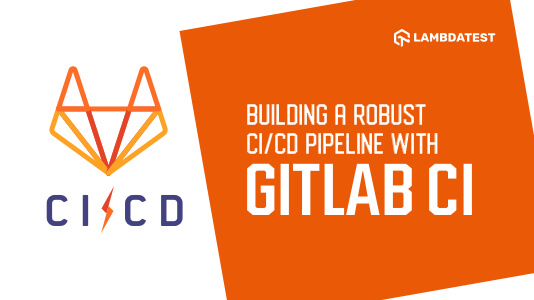 LAMBDATEST
BUILDING A ROBUST
CI/CD PIPELINE WITH
GITLAB CI
CI CD